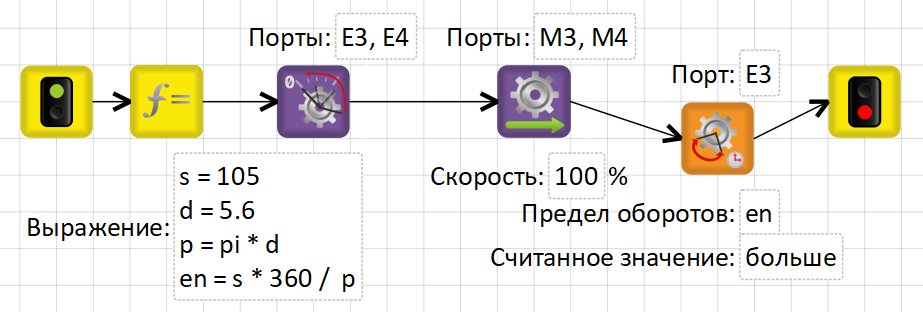 Порты: E3, E4
Порты: M3, M4
Порт: E3
ƒ=
0
Выражение:
s = 105
d = 5.6
p = pi * d
en = s * 360 / p
Скорость: 100 %
Предел оборотов: en
Считанное значение: больше